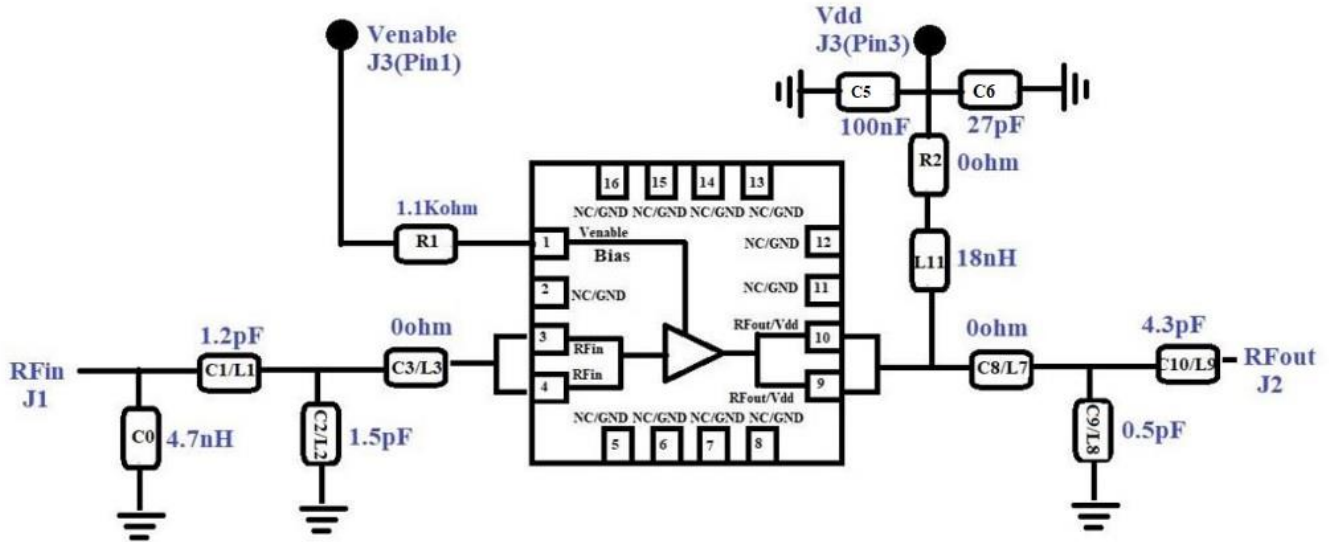 Venable
J3(Pin1)
Vdd
J3(Pin3)
C5
C6
100nF
27pF
R2
0ohm
1.1Kohm
R1
16
15
14
13
NC/GND
NC/GND
NC/GND
NC/GND
1
Venable
Bias
NC/GND
12
L11
18nH
2
NC/GND
NC/GND
11
1.2pF
0ohm
3
RFin
RFout/Vdd
10
0ohm
4.3pF
RFin
J1
C1/L1
C3/L3
4
RFin
9
RFout/Vdd
C8/L7
C10/L9
RFout
J2
C0
4.7nH
C2/L2
1.5pF
NC/GND
NC/GND
NC/GND
NC/GND
5
6
7
8
C9/L8
0.5pF